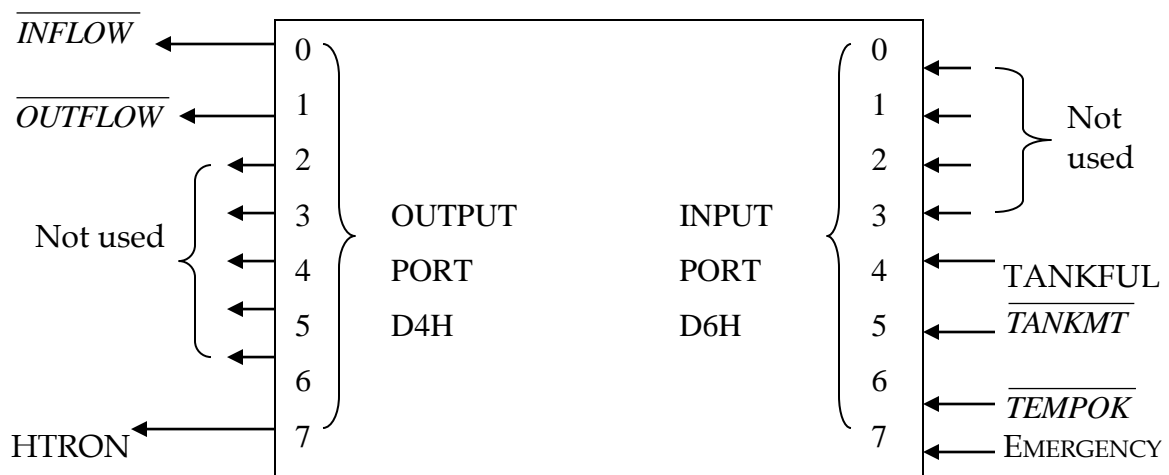 INFLOW
OUTFLOW
Not used
HTRON
0
1
2
3
4
5
6
7
OUTPUT
PORT
D4H
INPUT
PORT
D6H
0
1
2
3
4
5
6
7
Not
used
TANKFUL
TANKMT
TEMPOK
EMERGENCY